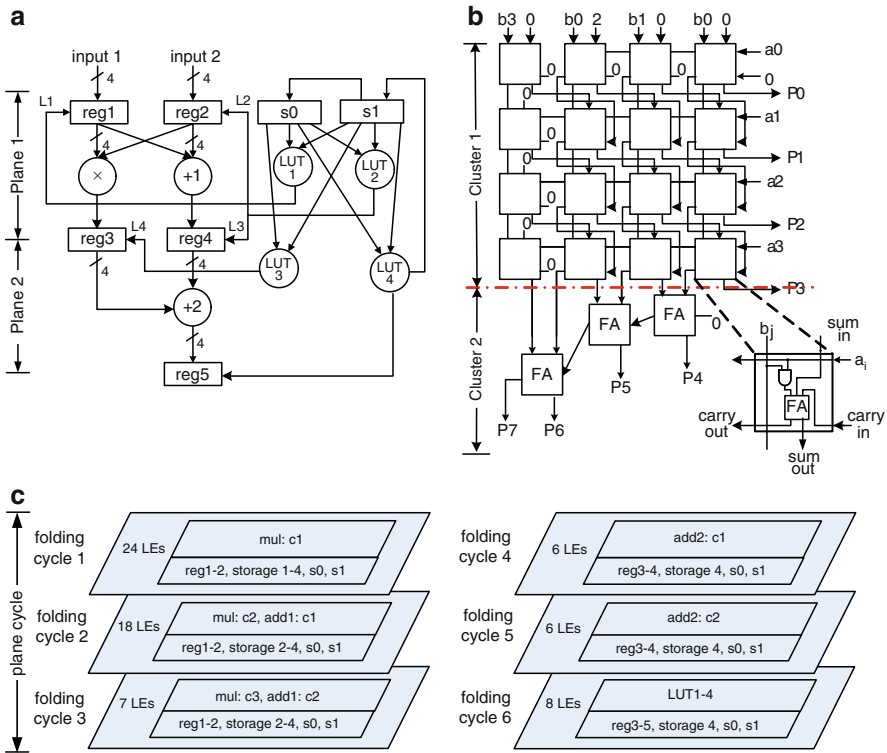 a
input 1 input 2
4 4
L1 reg1 reg2 L2 s0 s1
4 4
× +1 LUT 1 LUT 2
L4 L3
reg3 reg4
4 4
LUT 3 LUT 4
+2
4
reg5
Plane 1
Plane 2
b
b3 0 b0 2 b1 0 b0 0
a0
0 0 0 0
0 P0
a1
0
0 P1
a2
0
0 P2
a3
0
P3
FA FA 0
FA P5 P4
P7 P6
Cluster 1
Cluster 2
bj sum in
ai
FA
carry out carry in
sum out
c
plane cycle
folding cycle 1
24 LEs
mul: c1
reg1-2, storage 1-4, s0, s1
folding cycle 2
18 LEs
mul: c2, add1: c1
reg1-2, storage 2-4, s0, s1
folding cycle 3
7 LEs
mul: c3, add1: c2
reg1-2, storage 2-4, s0, s1
folding cycle 4
6 LEs
add2: c1
reg3-4, storage 4, s0, s1
folding cycle 5
6 LEs
add2: c2
reg3-4, storage 4, s0, s1
folding cycle 6
8 LEs
LUT1-4
reg3-5, storage 4, s0, s1